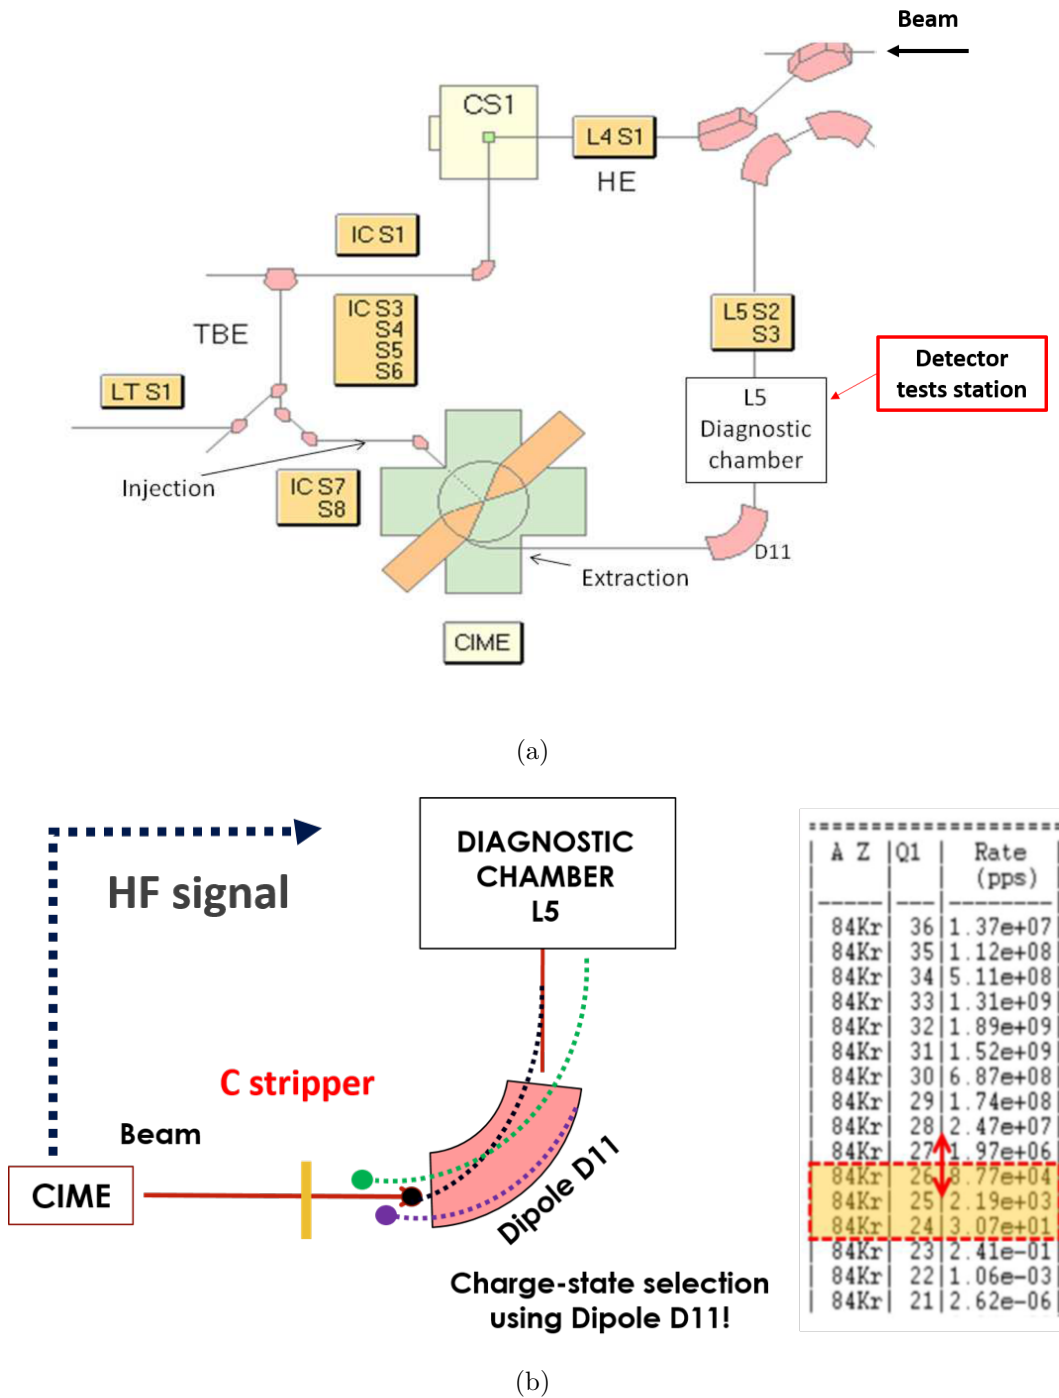 Beam
CS1
L4 S1
HE
IC S1
IC S3
S4
S5
S6
TBE
L5 S2
S3
Detector
tests station
LT S1
L5
Diagnostic
chamber
Injection
IC S7
S8
D11
Extraction
CIME
(a)
HF signal
DIAGNOSTIC
CHAMBER
L5
C stripper
Beam
CIME
Dipole D11
Charge-state selection
using Dipole D11!
====================
| A Z |Q1 | Rate |
| | | (pps) |
|-----|---|--------|
| 84Kr| 36|1.37e+07|
| 84Kr| 35|1.12e+08|
| 84Kr| 34|5.11e+08|
| 84Kr| 33|1.31e+09|
| 84Kr| 32|1.89e+09|
| 84Kr| 31|1.52e+09|
| 84Kr| 30|6.87e+08|
| 84Kr| 29|1.74e+08|
| 84Kr| 28|2.47e+07|
| 84Kr| 27|1.97e+06|
| 84Kr| 26|8.77e+04|
| 84Kr| 25|2.19e+03|
| 84Kr| 24|3.07e+01|
| 84Kr| 23|2.41e-01|
| 84Kr| 22|1.06e-03|
| 84Kr| 21|2.62e-06|
(b)